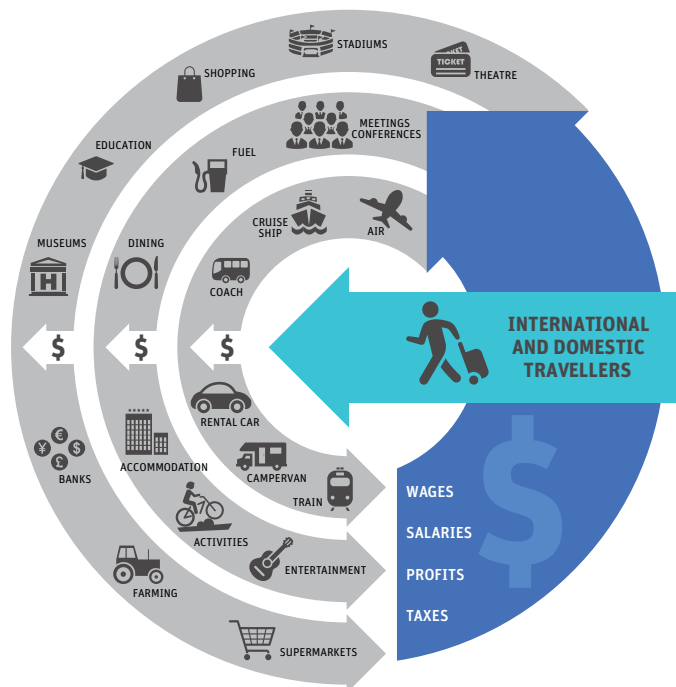 STADIUMS
TICKET
THEATRE
SHOPPING
MEETINGS
CONFERENCES
EDUCATION
FUEL
CRUISE
SHIP
AIR
MUSEUMS
DINING
COACH
H
$
$
$
INTERNATIONAL
AND DOMESTIC
TRAVELLERS
RENTAL CAR
€
¥
$
£
BANKS
ACCOMMODATION
CAMPERVAN
TRAIN
ACTIVITIES
ENTERTAINMENT
FARMING
SUPERMARKETS
$
WAGES
SALARIES
PROFITS
TAXES